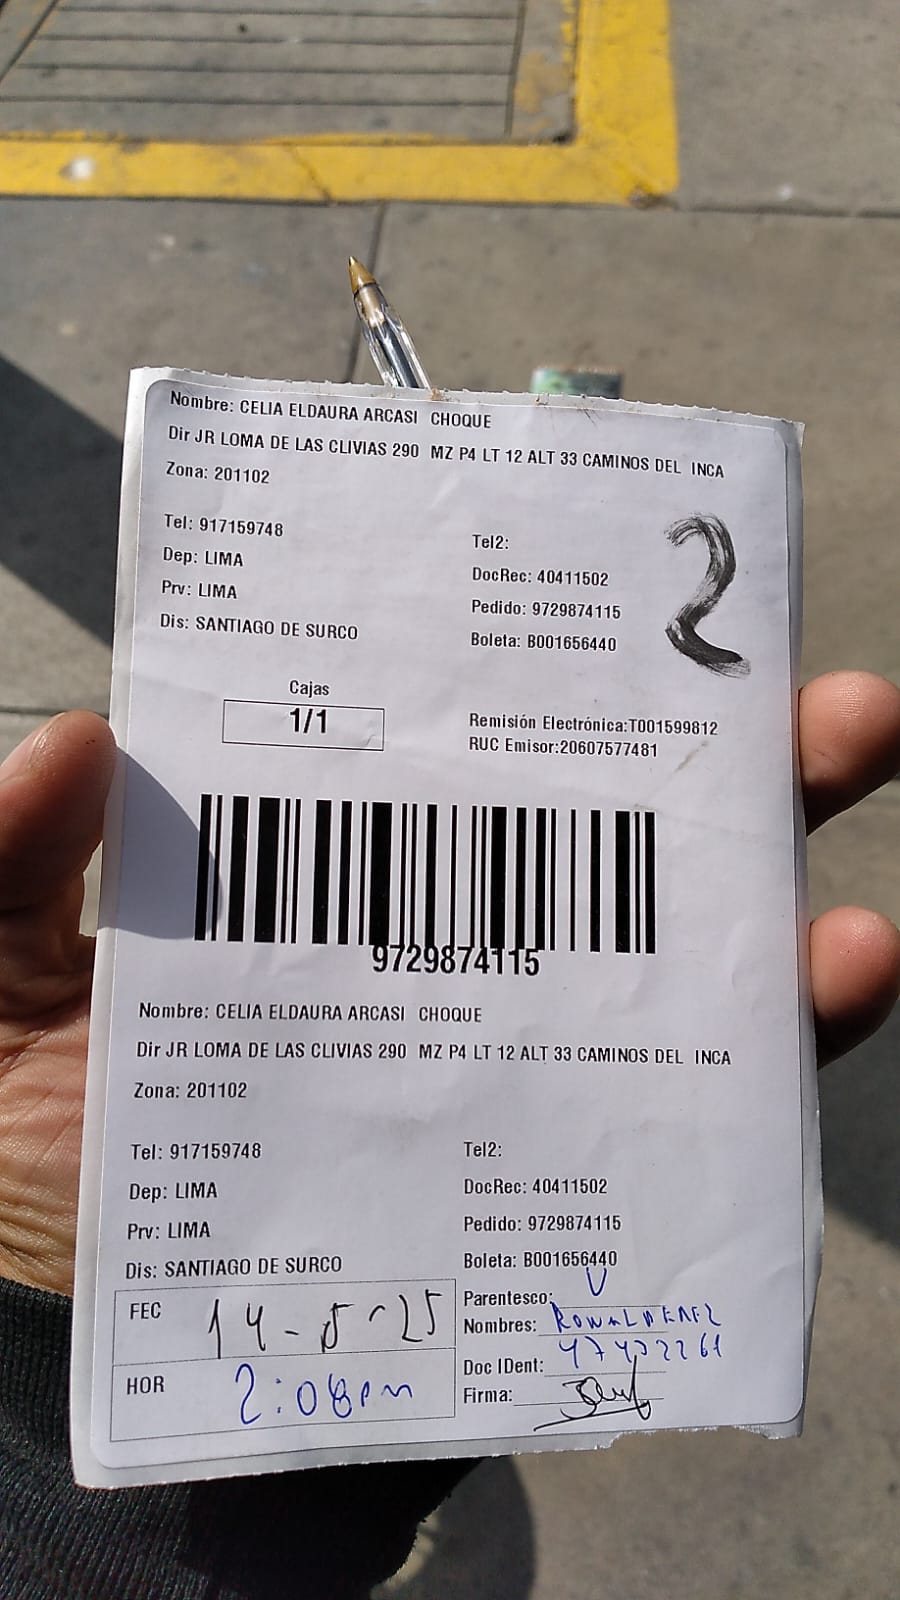 Nombre: CELIA ELDAURA ARCASI CHOQUE
Dir JR LOMA DE LAS CLIVIAS 290 MZ P4 LT 12 ALT 33 CAMINOS DEL INCA
Zona: 201102
Tel: 917159748
Tel2:
Dep: LIMA
DocRec: 40411502
Prv: LIMA
Pedido: 9729874115
Dis: SANTIAGO DE SURCO
Boleta: B001656440
2
Cajas
1/1
Remisión Electrónica:T001599812
RUC Emisor:20607577481
9729874115
Nombre: CELIA ELDAURA ARCASI CHOQUE
Dir JR LOMA DE LAS CLIVIAS 290 MZ P4 LT 12 ALT 33 CAMINOS DEL INCA
Zona: 201102
Tel: 917159748
Tel2:
Dep: LIMA
DocRec: 40411502
Prv: LIMA
Pedido: 9729874115
Dis: SANTIAGO DE SURCO
Boleta: B001656440
FEC 14-5-25
Parentesco:
Nombres:
Doc IDent:
HOR 2:08pm
Firma: